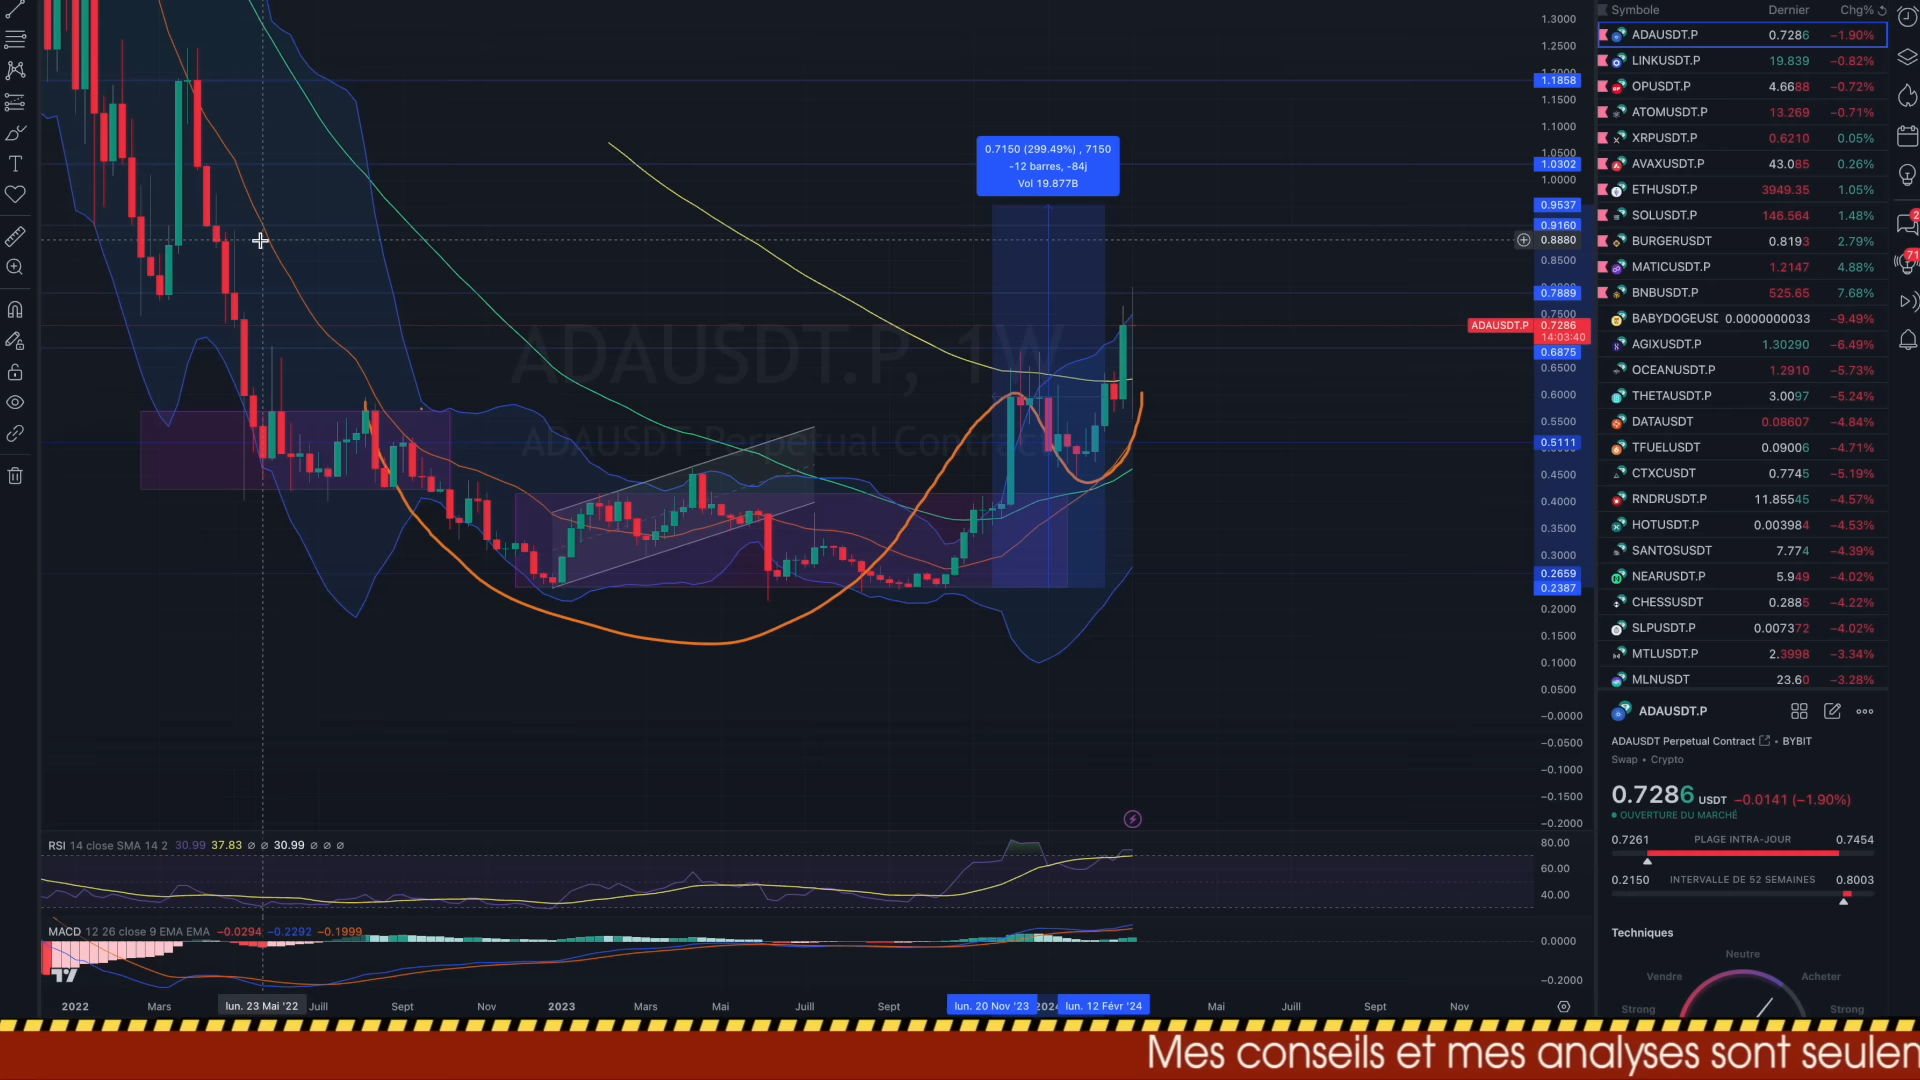 1.3000
1.2500
1.1858
1.1500
1.1000
1.0500
1.0302
1.0000
0.9537
0.9160
0.8880
0.8500
0.7889
0.7500
ADAUSDT.P 0.7286
14:03:40
0.6875
0.6500
0.6000
0.5500
0.5111
0.4500
0.4000
0.3500
0.3000
0.2659
0.2387
0.2000
0.1500
0.1000
0.0500
−0.0000
−0.0500
−0.1000
−0.1500
−0.2000
0.7150 (299.49%) , 7150
-12 barres, -84j
Vol 19.877B
ADAUSDT.P, 1W
ADAUSDT Perpetual Contract
RSI 14 close SMA 14 2 30.99 37.83 ∅ ∅ 30.99 ∅ ∅ ∅
80.00
60.00
40.00
MACD 12 26 close 9 EMA EMA −0.0294 −0.2292 −0.1999
0.0000
−0.2000
2022 Mars lun. 23 Mai '22 Juill Sept Nov 2023 Mars Mai Juill Sept lun. 20 Nov '23 2024 lun. 12 Févr '24 Mai Juill Sept Nov
Symbole Dernier Chg%
ADAUSDT.P 0.7286 −1.90%
LINKUSDT.P 19.839 −0.82%
OPUSDT.P 4.6688 −0.72%
ATOMUSDT.P 13.269 −0.71%
XRPUSDT.P 0.6210 0.05%
AVAXUSDT.P 43.085 0.26%
ETHUSDT.P 3949.35 1.05%
SOLUSDT.P 146.564 1.48%
BURGERUSDT 0.8193 2.79%
MATICUSDT.P 1.2147 4.88%
BNBUSDT.P 525.65 7.68%
BABYDOGEUSD 0.0000000033 −9.49%
AGIXUSDT.P 1.30290 −6.49%
OCEANUSDT.P 1.2910 −5.73%
THETAUSDT.P 3.0097 −5.24%
DATAUSDT 0.08607 −4.84%
TFUELUSDT 0.09006 −4.71%
CTXCUSDT 0.7745 −5.19%
RNDRUSDT.P 11.85545 −4.57%
HOTUSDT.P 0.003984 −4.53%
SANTOSUSDT 7.774 −4.39%
NEARUSDT.P 5.949 −4.02%
CHESSUSDT 0.2885 −4.22%
SLPUSDT.P 0.007372 −4.02%
MTLUSDT.P 2.3998 −3.34%
MLNUSDT 23.60 −3.28%
ADAUSDT.P
ADAUSDT Perpetual Contract • BYBIT
Swap • Crypto
0.7286 USDT −0.0141 (−1.90%)
OUVERTURE DU MARCHÉ
0.7261 PLAGE INTRA-JOUR 0.7454
0.2150 INTERVALLE DE 52 SEMAINES 0.8003
Techniques
Neutre
Vendre Acheter
Strong Strong
2
71
Mes conseils et mes analyses sont seulem